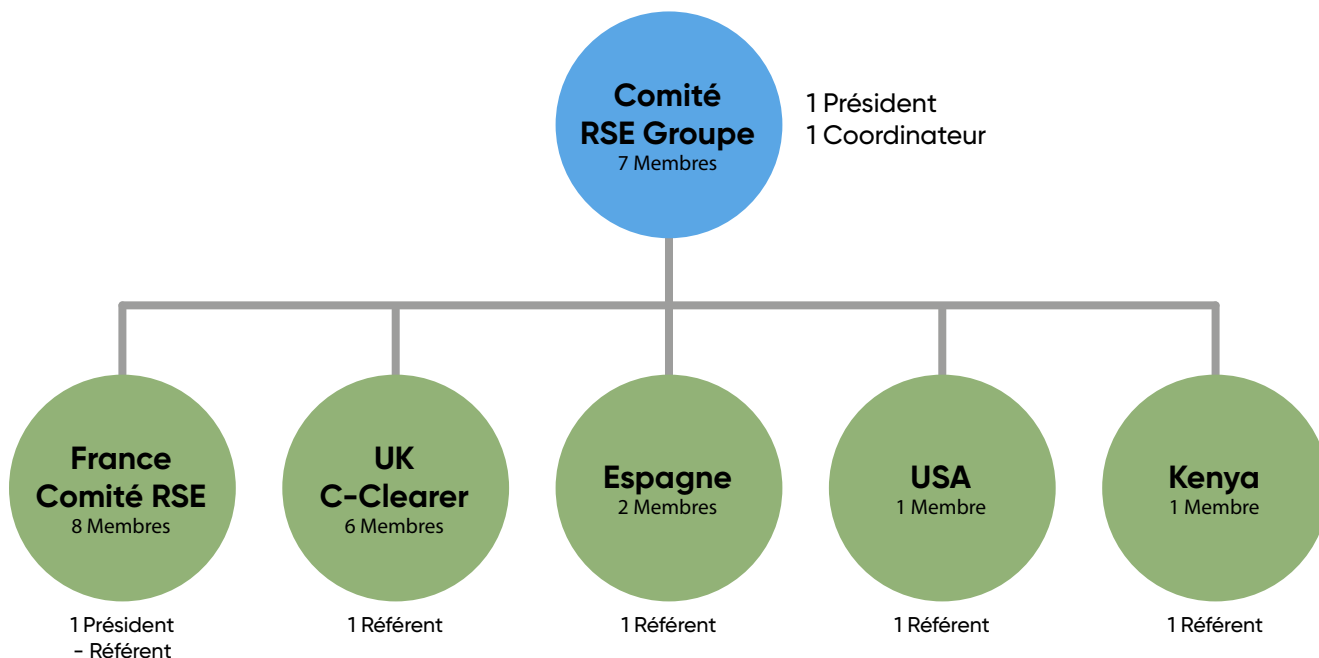 Comité
RSE Groupe
7 Membres
1 Président
1 Coordinateur
France
Comité RSE
8 Membres
UK
C-Clearer
6 Membres
Espagne
2 Membres
USA
1 Membre
Kenya
1 Membre
1 Président
- Référent
1 Référent
1 Référent
1 Référent
1 Référent